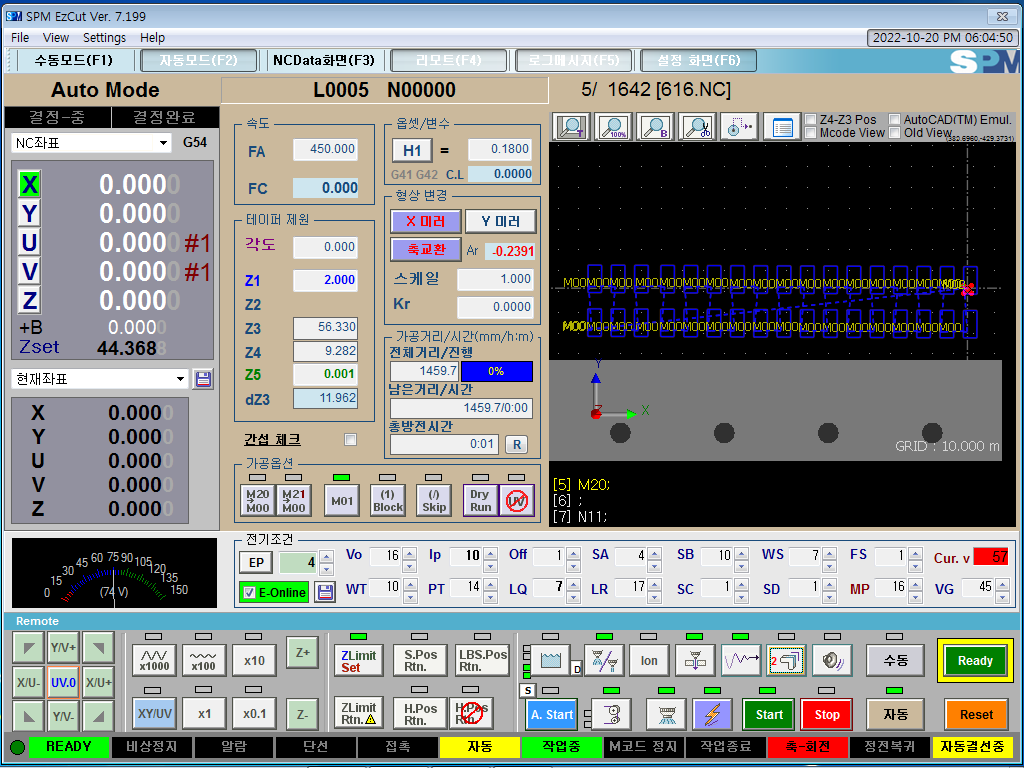 SPM EzCut Ver. 7.199
File View Settings Help
2022-10-20 PM 06:04:50
수동모드(F1) 자동모드(F2) NCData화면(F3) 리모트(F4) 로그메시지(F5) 설정 화면(F6)
SPM
Auto Mode
L0005 N00000
5/ 1642 [616.NC]
결정-중 결정완료
NC좌표 G54
X 0.0000
Y 0.0000
U 0.0000 #1
V 0.0000 #1
Z 0.0000
+B 0.0000
Zset 44.3688
현재좌표
X 0.0000
Y 0.0000
U 0.0000
V 0.0000
Z 0.0000
속도
FA 450.000
FC 0.000
테이퍼 제원
각도 0.000
Z1 2.000
Z2
Z3 56.330
Z4 9.282
Z5 0.001
dZ3 11.962
간섭 체크
옵셋/변수
H1 = 0.1800
G41 G42 C.L 0.0000
형상 변경
X 미러 Y 미러
축교환 Ar -0.2391
스케일 1.000
Kr 0.0000
가공거리/시간(mm/h:m)
전체거리/진행
1459.7 0%
남은거리/시간
1459.7/0:00
총방전시간
0:01 R
가공옵션
M20→M00 M21→M00 M01 (1) Block (/) Skip Dry Run UV
T 100% B
Z4-Z3 Pos AutoCAD(TM) Emul.
Mcode View Old View
(383.6960,-429.3731)
M00M00M00M00M00M00M00M00M00M00M00M00M00M00M00M00M00
M00M00M00M00M00M00M00M00M00M00M00M00M00M00M00M00M00
Y
Z X
GRID : 10.000 m
[5] M20;
[6] ;
[7] N11;
0 15 30 45 60 75 90 105 120 135 150
(74 V)
전기조건
EP 4
E-Online
Vo 16 Ip 10 Off 1 SA 4 SB 10 WS 7 FS 1 Cur. v 57
WT 10 PT 14 LQ 7 LR 17 SC 1 SD 1 MP 16 VG 45
Remote
Y/V+
X/U- UV.0 X/U+
Y/V-
x1000 x100 x10 Z+
XY/UV x1 x0.1 Z-
ZLimit Set S.Pos Rtn. LBS.Pos Rtn. D Ion 2 수동 Ready
ZLimit Rtn. H.Pos Rtn. H.Pos Rtn. S A. Start Start Stop 자동 Reset
READY 비상정지 알람 단선 접촉 자동 작업중 M코드 정지 작업종료 축-회전 정전복귀 자동결선중